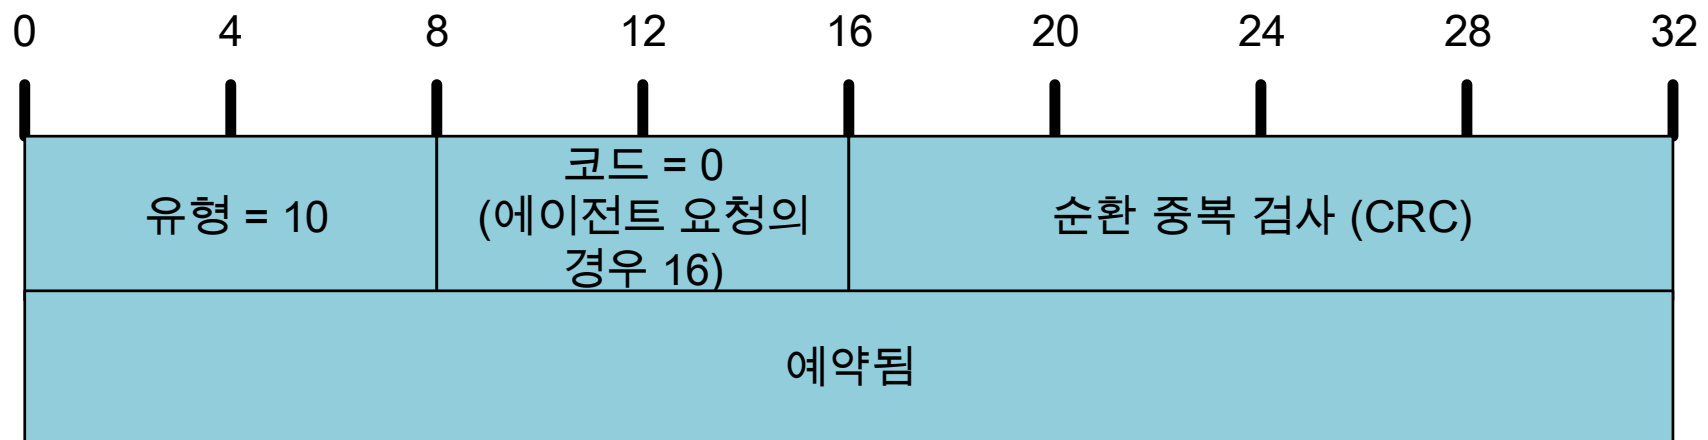 0 4 8 12 16 20 24 28 32
유형 = 10
코드 = 0
(에이전트 요청의
경우 16)
순환 중복 검사 (CRC)
예약됨